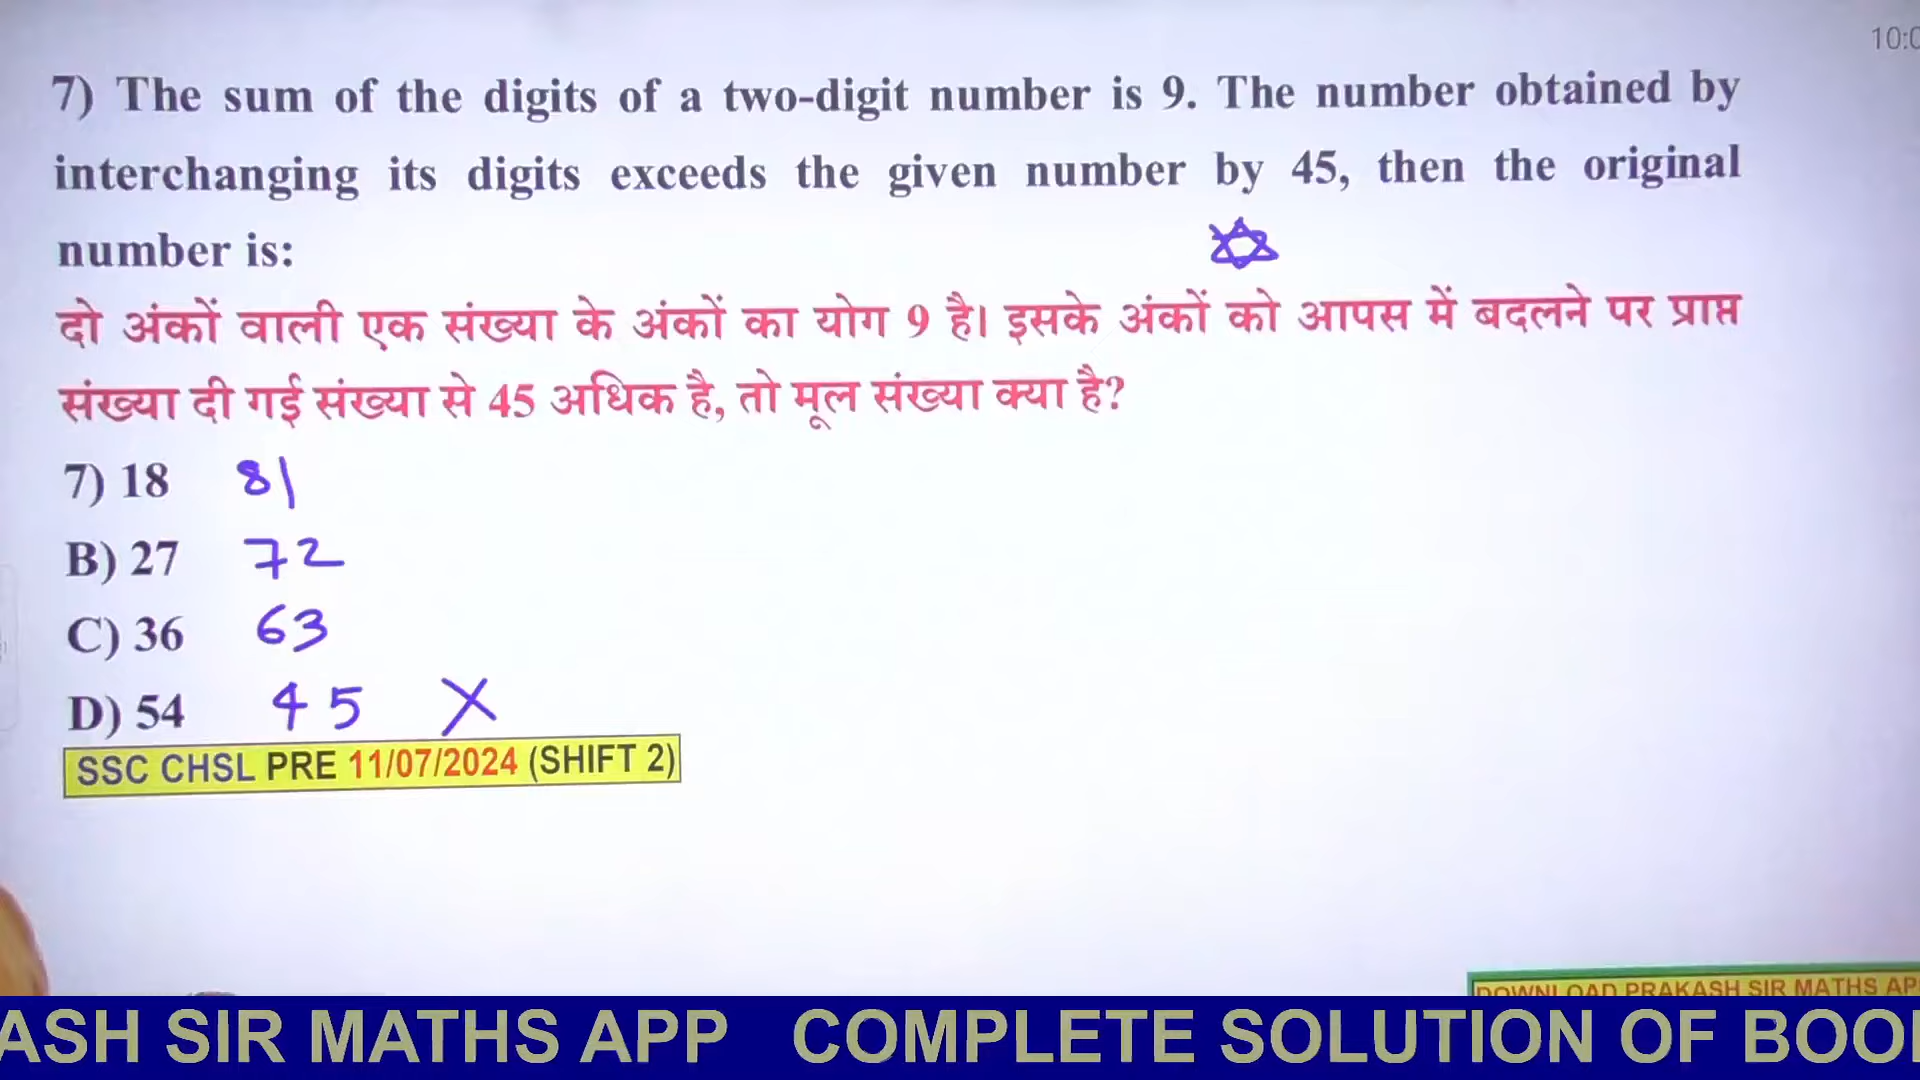 10:0
7) The sum of the digits of a two-digit number is 9. The number obtained by
interchanging its digits exceeds the given number by 45, then the original
number is:
दो अंकों वाली एक संख्या के अंकों का योग 9 है। इसके अंकों को आपस में बदलने पर प्राप्त
संख्या दी गई संख्या से 45 अधिक है, तो मूल संख्या क्या है?
7) 18 81
B) 27 72
C) 36 63
D) 54 45 X
SSC CHSL PRE 11/07/2024 (SHIFT 2)
DOWNLOAD PRAKASH SIR MATHS AP
ASH SIR MATHS APP COMPLETE SOLUTION OF BOO